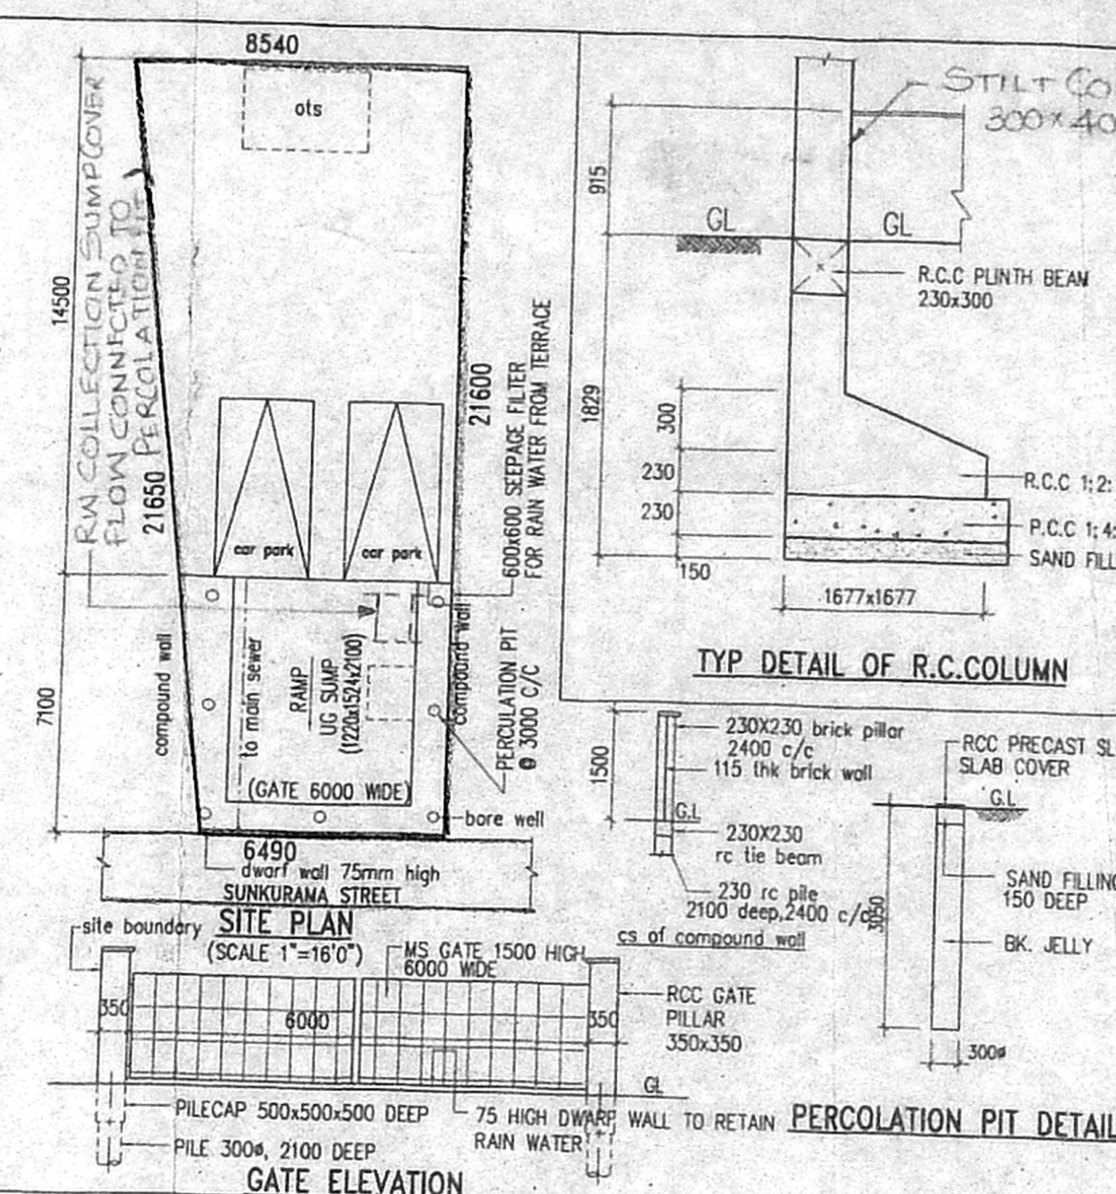 8540
ots
RW COLLECTION SUMP COVER
FLOW CONNECTED TO
PERCOLATION PIT
14500
21650
21600
600x600 SEEPAGE FILTER
FOR RAIN WATER FROM TERRACE
car park
car park
compound wall
7100
to main sewer
RAMP
UG SUMP
(1220x1524x2100)
compound wall
PERCULATION PIT
@ 3000 C/C
(GATE 6000 WIDE)
bore well
6490
dwarf wall 75mm high
SUNKURAMA STREET
SITE PLAN
(SCALE 1"=16'0")
STILT CO
300x40
915
GL
GL
R.C.C PLINTH BEAM
230x300
1829
300
230
230
150
R.C.C 1:2:
P.C.C 1:4:
SAND FILL
1677x1677
TYP DETAIL OF R.C.COLUMN
1500
230X230 brick pillar
2400 c/c
115 thk brick wall
G.L
230X230
rc tie beam
230 rc pile
2100 deep,2400 c/c
cs of compound wall
RCC PRECAST SL
SLAB COVER
G.L
3050
SAND FILLING
150 DEEP
BK. JELLY
300ø
PERCOLATION PIT DETAIL
site boundary
MS GATE 1500 HIGH
6000 WIDE
350
6000
350
RCC GATE
PILLAR
350x350
GL
PILECAP 500x500x500 DEEP
75 HIGH DWARF WALL TO RETAIN
RAIN WATER
PILE 300ø, 2100 DEEP
GATE ELEVATION